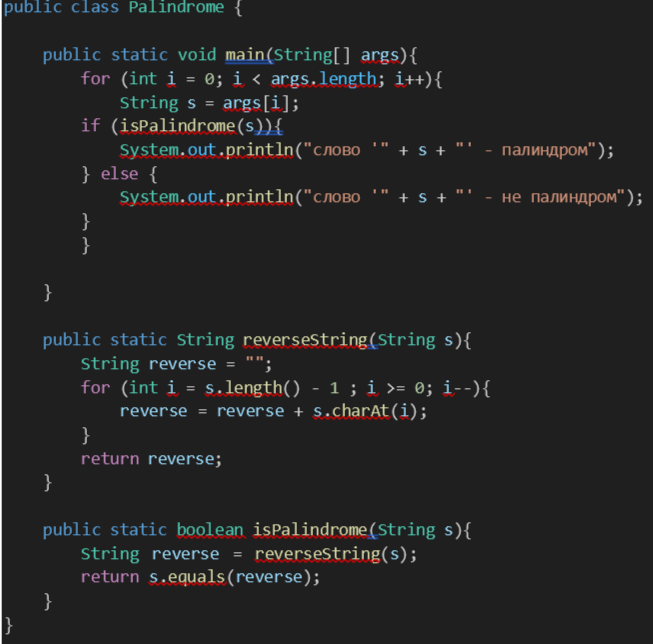 public class Palindrome {
public static void main(String[] args){
for (int i = 0; i < args.length; i++){
String s = args[i];
if (isPalindrome(s)){
System.out.println("слово '" + s + "' - палиндром");
} else {
System.out.println("слово '" + s + "' - не палиндром");
}
}
}
public static String reverseString(String s){
String reverse = "";
for (int i = s.length() - 1 ; i >= 0; i--){
reverse = reverse + s.charAt(i);
}
return reverse;
}
public static boolean isPalindrome(String s){
String reverse = reverseString(s);
return s.equals(reverse);
}
}